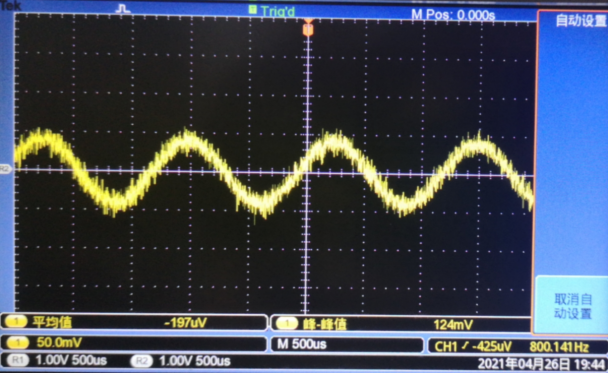 Tek Trig'd M Pos: 0.000s
自动设置
取消自
动设置
1 平均值 -197uV 1 峰-峰值 124mV
1 50.0mV M 500us CH1 ∕ -425uV 800.141Hz
R1 1.00V 500us R2 1.00V 500us 2021年04月26日 19:44